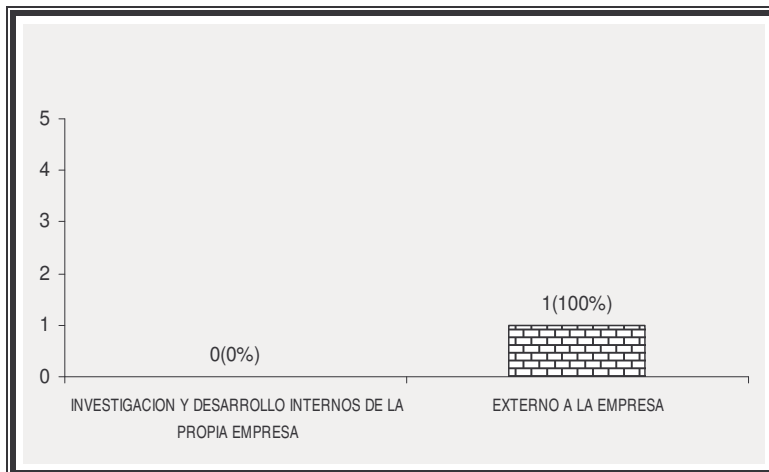 5
4
3
2
1
0
0(0%)
1(100%)
INVESTIGACION Y DESARROLLO INTERNOS DE LA
PROPIA EMPRESA
EXTERNO A LA EMPRESA